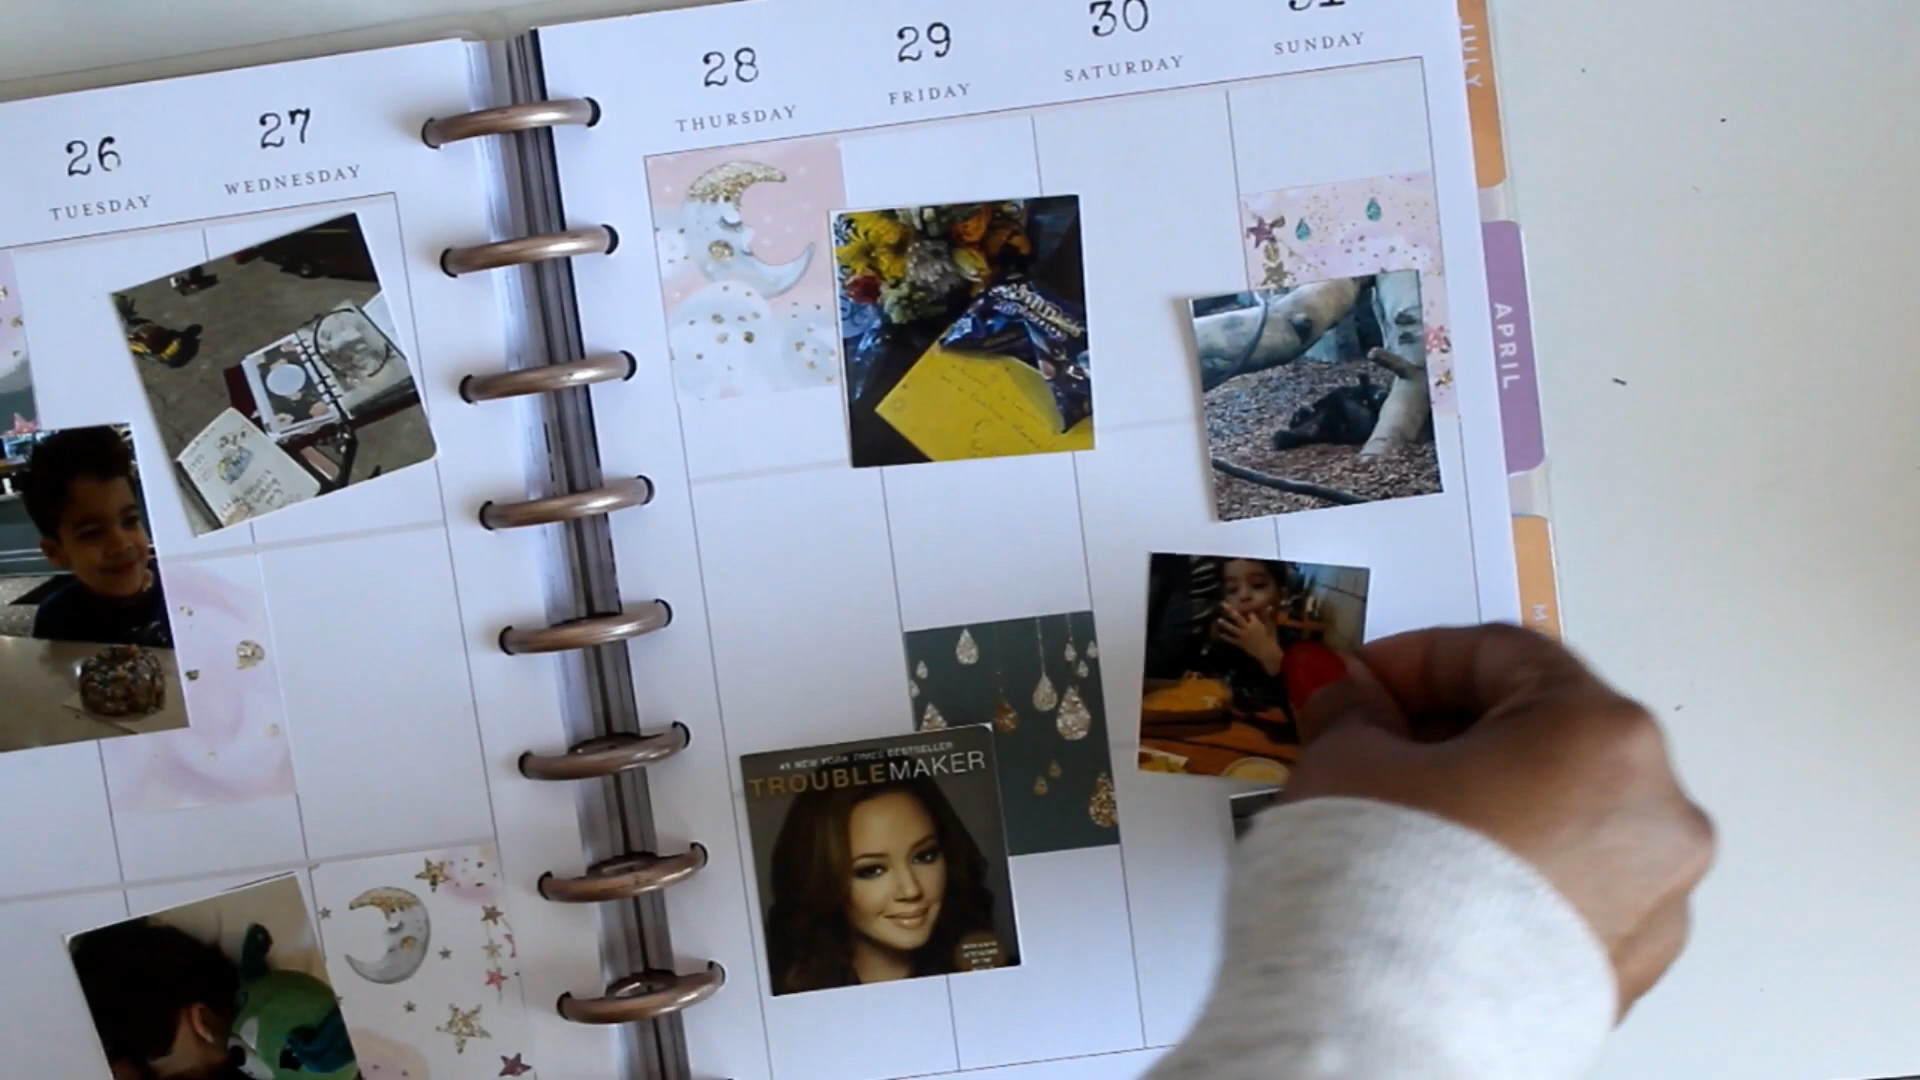 26
TUESDAY
27
WEDNESDAY
28
THURSDAY
29
FRIDAY
30
SATURDAY
31
SUNDAY
JULY
APRIL
#1 NEW YORK TIMES BESTSELLER
TROUBLEMAKER